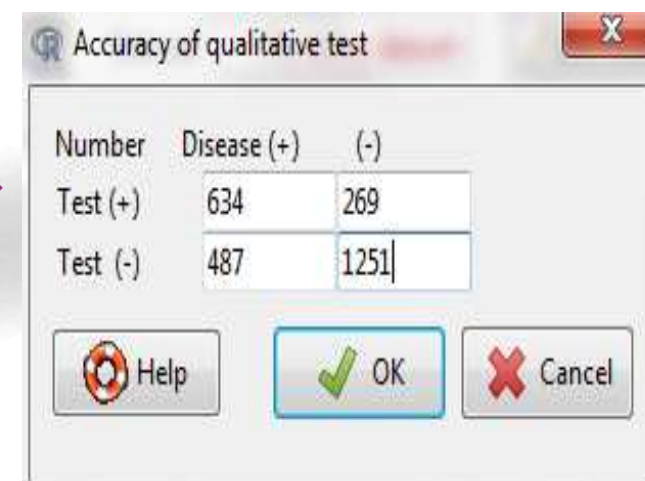 Accuracy of qualitative test
Number Disease (+) (-)
Test (+) 634 269
Test (-) 487 1251
Help OK Cancel